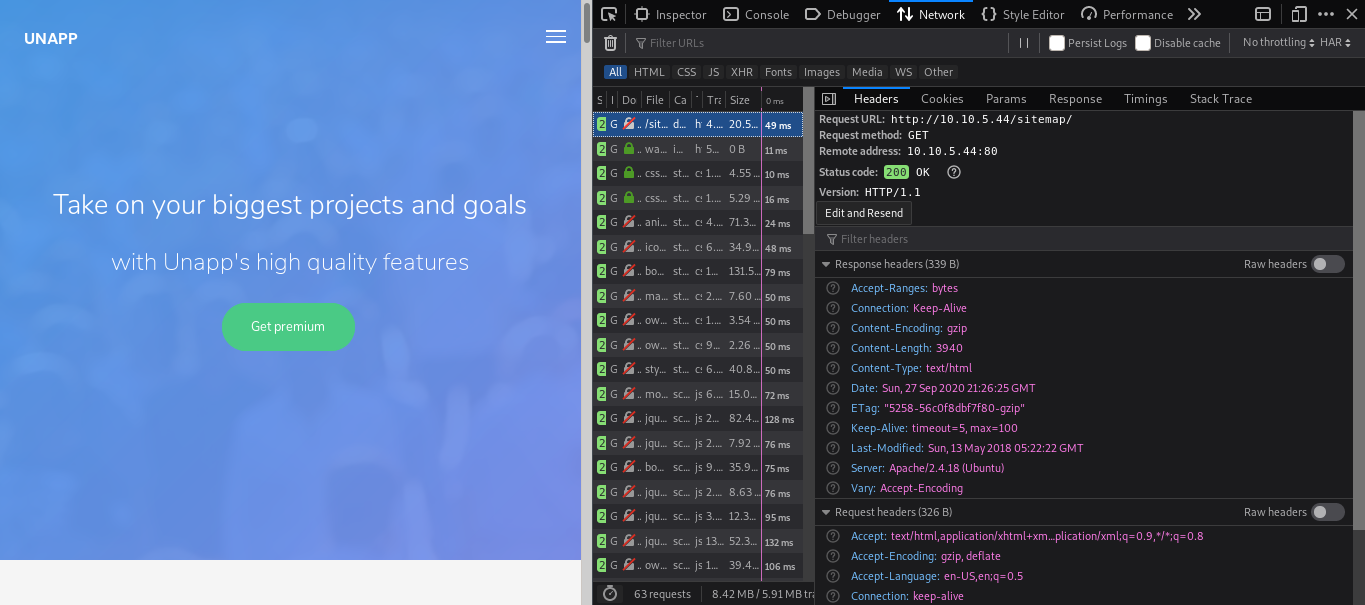 UNAPP
Take on your biggest projects and goals
with Unapp's high quality features
Get premium
Inspector Console Debugger Network Style Editor Performance
Filter URLs Persist Logs Disable cache No throttling HAR
All HTML CSS JS XHR Fonts Images Media WS Other
S I Do File Ca Tra Size 0 ms
2 G .. /sit... d... h 4.... 20.5... 49 ms
2 G .. wa... i... h 5... 0 B 11 ms
2 G .. css... st... cs 1.... 4.55 ... 10 ms
2 G .. css... st... cs 1... 5.29 ... 16 ms
2 G .. ani... st... cs 4... 71.3... 24 ms
2 G .. ico... st... cs 6... 34.9... 48 ms
2 G .. bo... st... cs 1... 131.5... 79 ms
2 G .. ma... st... cs 2.... 7.60 ... 50 ms
2 G .. ow... st... cs 1.... 3.54 ... 50 ms
2 G .. ow... st... cs 9... 2.26 ... 50 ms
2 G .. sty... st... cs 6... 40.8... 50 ms
2 G .. mo... sc... js 6... 15.0... 72 ms
2 G .. jqu... sc... js 2... 82.4... 128 ms
2 G .. jqu... sc... js 2.... 7.92 ... 76 ms
2 G .. bo... sc... js 9.... 35.9... 75 ms
2 G .. jqu... sc... js 2.... 8.63 ... 76 ms
2 G .. jqu... sc... js 3.... 12.3... 95 ms
2 G .. jqu... sc... js 13... 52.3... 132 ms
2 G .. ow... sc... js 1... 39.4... 106 ms
63 requests 8.42 MB / 5.91 MB tra
Headers Cookies Params Response Timings Stack Trace
Request URL: http://10.10.5.44/sitemap/
Request method: GET
Remote address: 10.10.5.44:80
Status code: 200 OK
Version: HTTP/1.1
Edit and Resend
Filter headers
Response headers (339 B) Raw headers
Accept-Ranges: bytes
Connection: Keep-Alive
Content-Encoding: gzip
Content-Length: 3940
Content-Type: text/html
Date: Sun, 27 Sep 2020 21:26:25 GMT
ETag: "5258-56c0f8dbf7f80-gzip"
Keep-Alive: timeout=5, max=100
Last-Modified: Sun, 13 May 2018 05:22:22 GMT
Server: Apache/2.4.18 (Ubuntu)
Vary: Accept-Encoding
Request headers (326 B) Raw headers
Accept: text/html,application/xhtml+xm...plication/xml;q=0.9,*/*;q=0.8
Accept-Encoding: gzip, deflate
Accept-Language: en-US,en;q=0.5
Connection: keep-alive